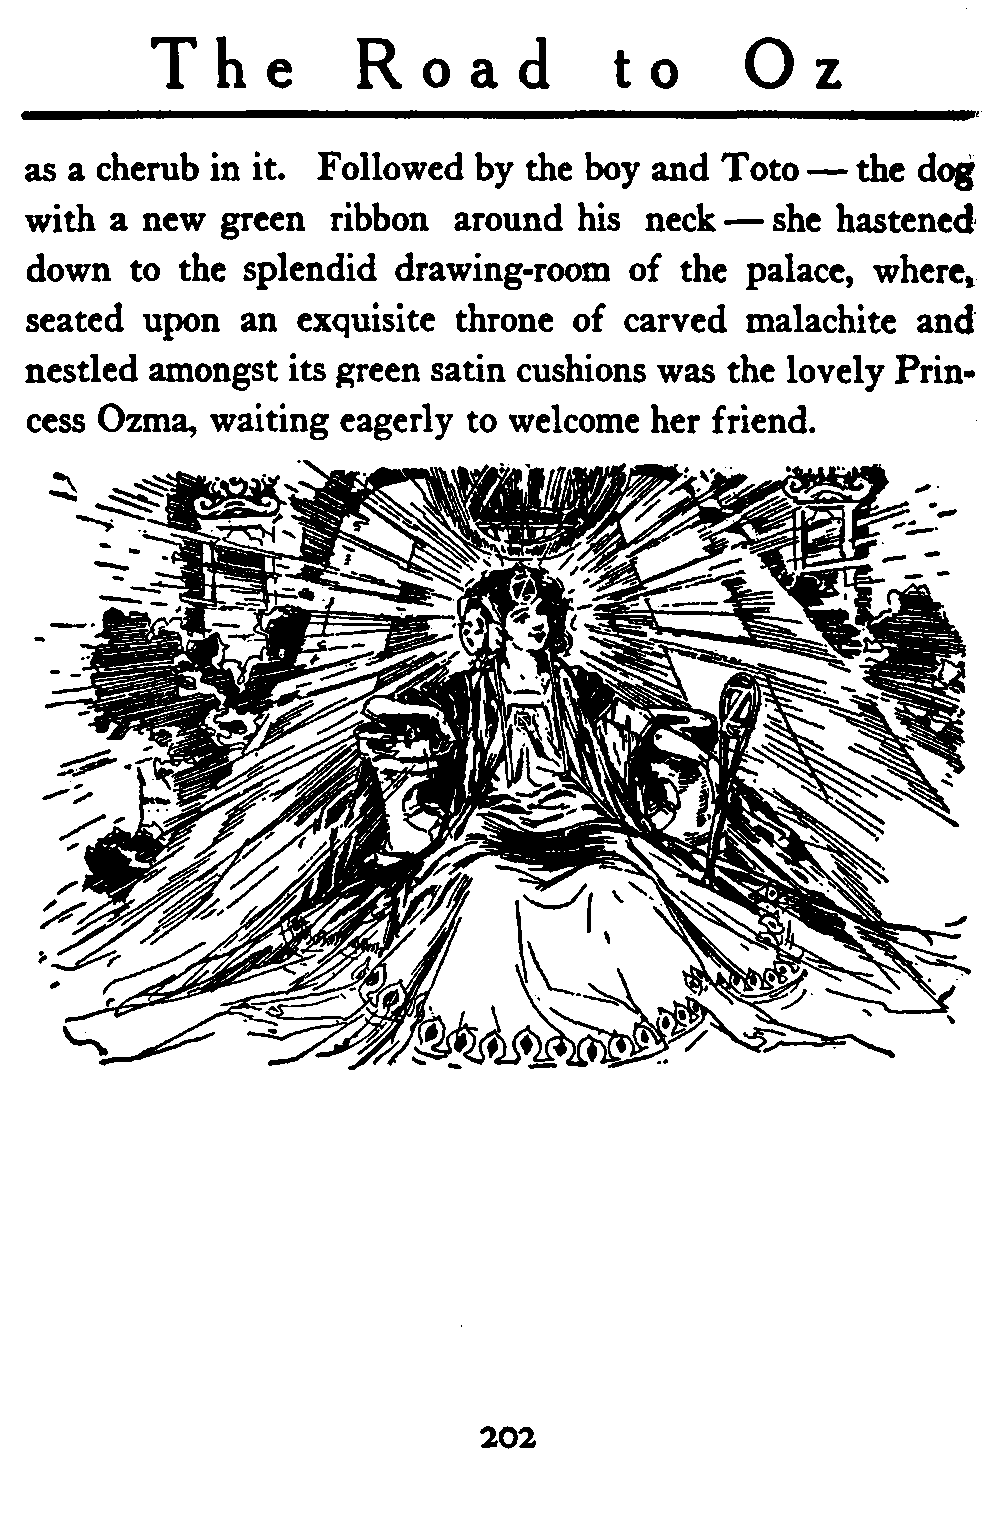 The Road to Oz
as a cherub in it. Followed by the boy and Toto — the dog
with a new green ribbon around his neck — she hastened
down to the splendid drawing-room of the palace, where,
seated upon an exquisite throne of carved malachite and
nestled amongst its green satin cushions was the lovely Prin-
cess Ozma, waiting eagerly to welcome her friend.
202